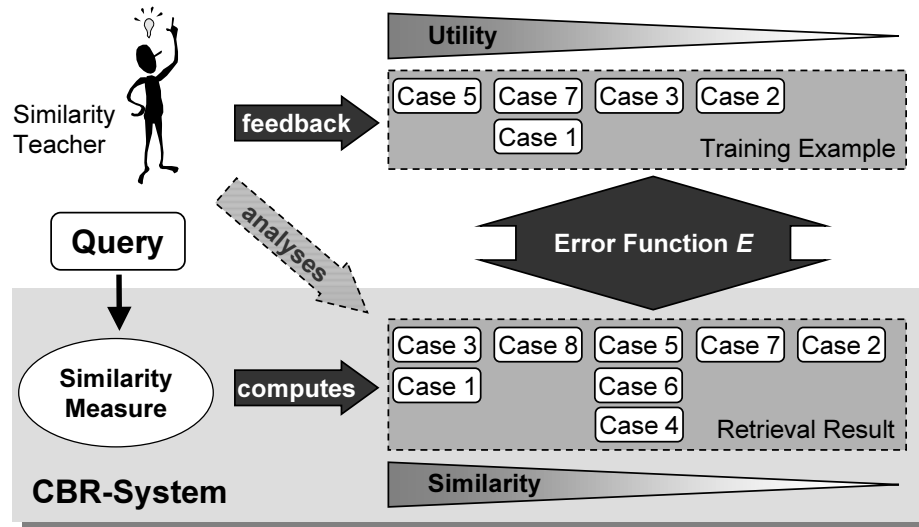 Utility
Case 5 Case 7 Case 3 Case 2
Case 1
Training Example
Similarity
Teacher
feedback
analyses
Error Function E
Query
Similarity
Measure
computes
Case 3 Case 8 Case 5 Case 7 Case 2
Case 1 Case 6
Case 4
Retrieval Result
CBR-System
Similarity